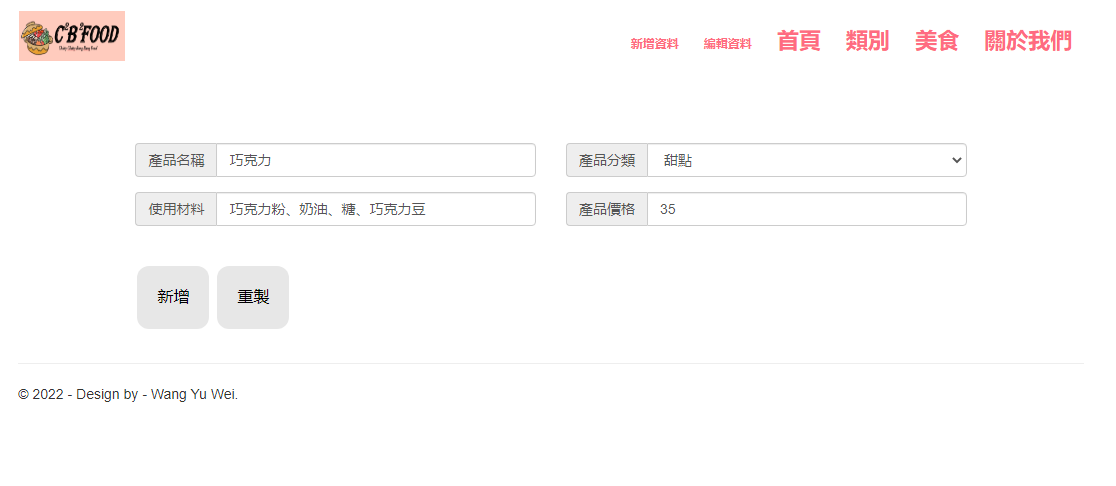 C²B²FOOD
新增資料 編輯資料 首頁 類別 美食 關於我們
產品名稱 巧克力 產品分類 甜點
使用材料 巧克力粉、奶油、糖、巧克力豆 產品價格 35
新增 重製
© 2022 - Design by - Wang Yu Wei.